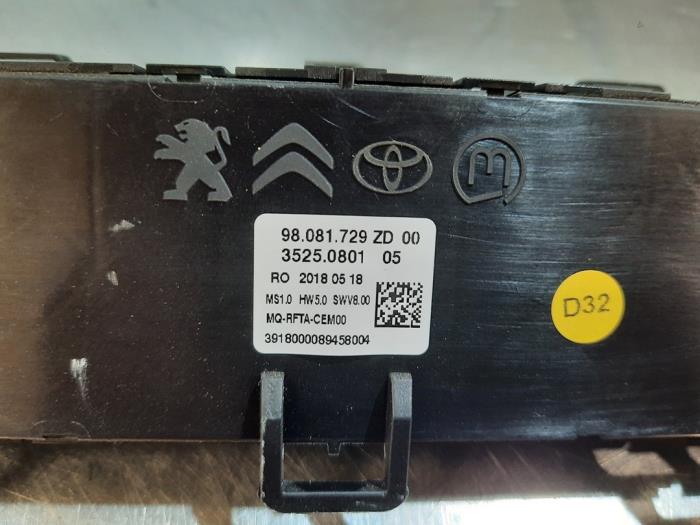 98.081.729 ZD 00
3525.0801 05
RO 2018 05 18
MS1.0 HW5.0 SWV8.00
MQ-RFTA-CEM00
3918000089458004
D32